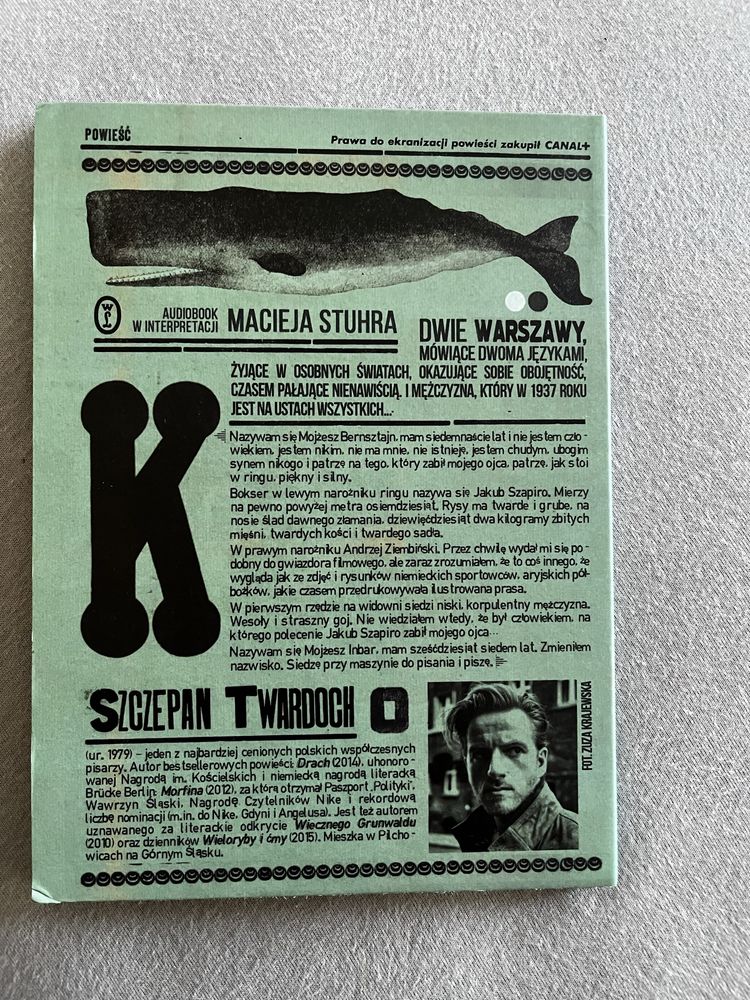 POWIEŚĆ
Prawa do ekranizacji powieści zakupił CANAL+
W
L
AUDIOBOOK
W INTERPRETACJI MACIEJA STUHRA
DWIE WARSZAWY,
MÓWIĄCE DWOMA JĘZYKAMI,
ŻYJĄCE W OSOBNYCH ŚWIATACH, OKAZUJĄCE SOBIE OBOJĘTNOŚĆ,
CZASEM PAŁAJĄCE NIENAWIŚCIĄ. I MĘŻCZYZNA, KTÓRY W 1937 ROKU
JEST NA USTACH WSZYSTKICH...
K
Nazywam się Mojżesz Bernsztajn, mam siedemnaście lat i nie jestem czło-
wiekiem, jestem nikim, nie ma mnie, nie istnieję, jestem chudym, ubogim
synem nikogo i patrzę na tego, który zabił mojego ojca, patrzę, jak stoi
w ringu, piękny i silny.
Bokser w lewym narożniku ringu nazywa się Jakub Szapiro. Mierzy
na pewno powyżej metra osiemdziesiąt. Rysy ma twarde i grube, na
nosie ślad dawnego złamania, dziewięćdziesiąt dwa kilogramy zbitych
mięśni, twardych kości i twardego sadła.
W prawym narożniku Andrzej Ziembiński. Przez chwilę wydał mi się po-
dobny do gwiazdora filmowego, ale zaraz zrozumiałem, że to coś innego, że
wygląda jak ze zdjęć i rysunków niemieckich sportowców, aryjskich pół-
bożków, jakie czasem przedrukowywała ilustrowana prasa.
W pierwszym rzędzie na widowni siedzi niski, korpulentny mężczyzna.
Wesoły i straszny goj. Nie wiedziałem wtedy, że był człowiekiem, na
którego polecenie Jakub Szapiro zabił mojego ojca...
Nazywam się Mojżesz Inbar, mam sześćdziesiąt siedem lat. Zmieniłem
nazwisko. Siedzę przy maszynie do pisania i piszę.
SZCZEPAN TWARDOCH O
(ur. 1979) – jeden z najbardziej cenionych polskich współczesnych
pisarzy. Autor bestsellerowych powieści: Drach (2014), uhonoro-
wanej Nagrodą im. Kościelskich i niemiecką nagrodą literacką
Brücke Berlin; Morfina (2012), za którą otrzymał Paszport „Polityki",
Wawrzyn Śląski, Nagrodę Czytelników Nike i rekordową
liczbę nominacji (m.in. do Nike, Gdyni i Angelusa). Jest też autorem
uznawanego za literackie odkrycie Wiecznego Grunwaldu
(2010) oraz dzienników Wieloryby i ćmy (2015). Mieszka w Pilcho-
wicach na Górnym Śląsku.
FOT. ZUZA KRAJEWSKA